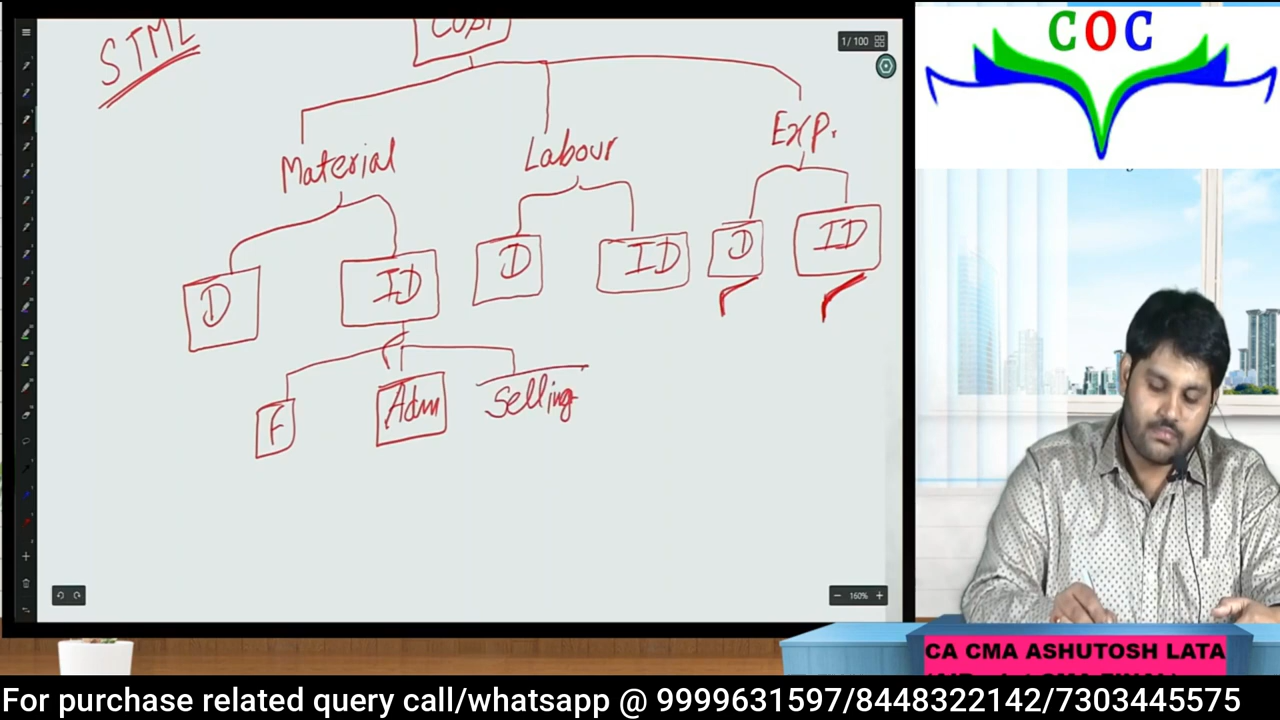 STML
Cost
1 / 100
COC
Exp.
Material
Labour
D
ID
D
ID
D
ID
F
Adm
Selling
160%
CA CMA ASHUTOSH LATA
For purchase related query call/whatsapp @ 9999631597/8448322142/7303445575